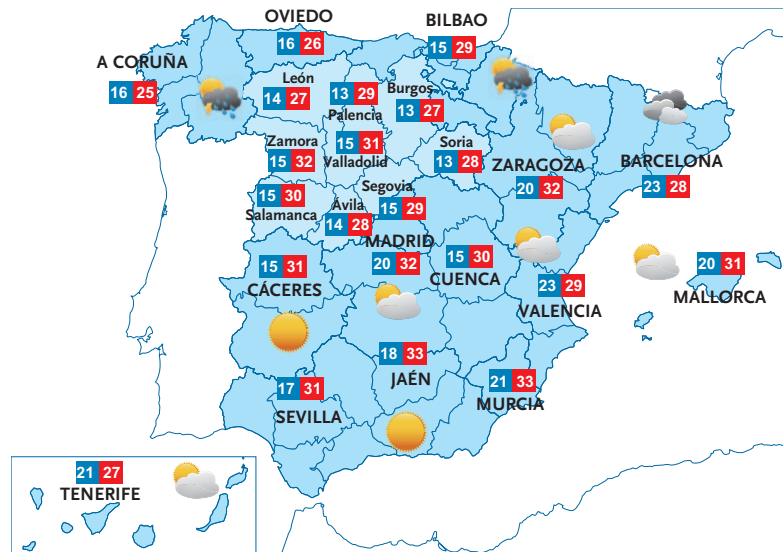 OVIEDO
16 26
BILBAO
15 29
A CORUÑA
16 25
León
14 27
13 29
Palencia
Burgos
13 27
Zamora
15 32
15 31
Valladolid
Soria
13 28
ZARAGOZA
20 32
BARCELONA
23 28
15 30
Salamanca
Ávila
14 28
Segovia
15 29
MADRID
20 32
15 30
CUENCA
15 31
CÁCERES
23 29
VALENCIA
20 31
MALLORCA
18 33
JAÉN
21 33
MURCIA
17 31
SEVILLA
21 27
TENERIFE